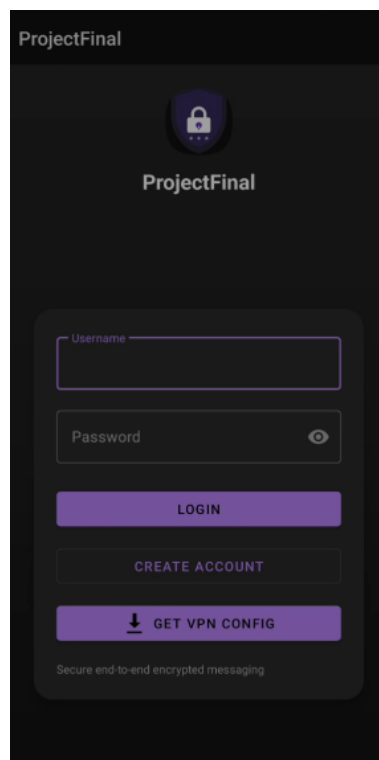 ProjectFinal
ProjectFinal
Username
Password
LOGIN
CREATE ACCOUNT
GET VPN CONFIG
Secure end-to-end encrypted messaging